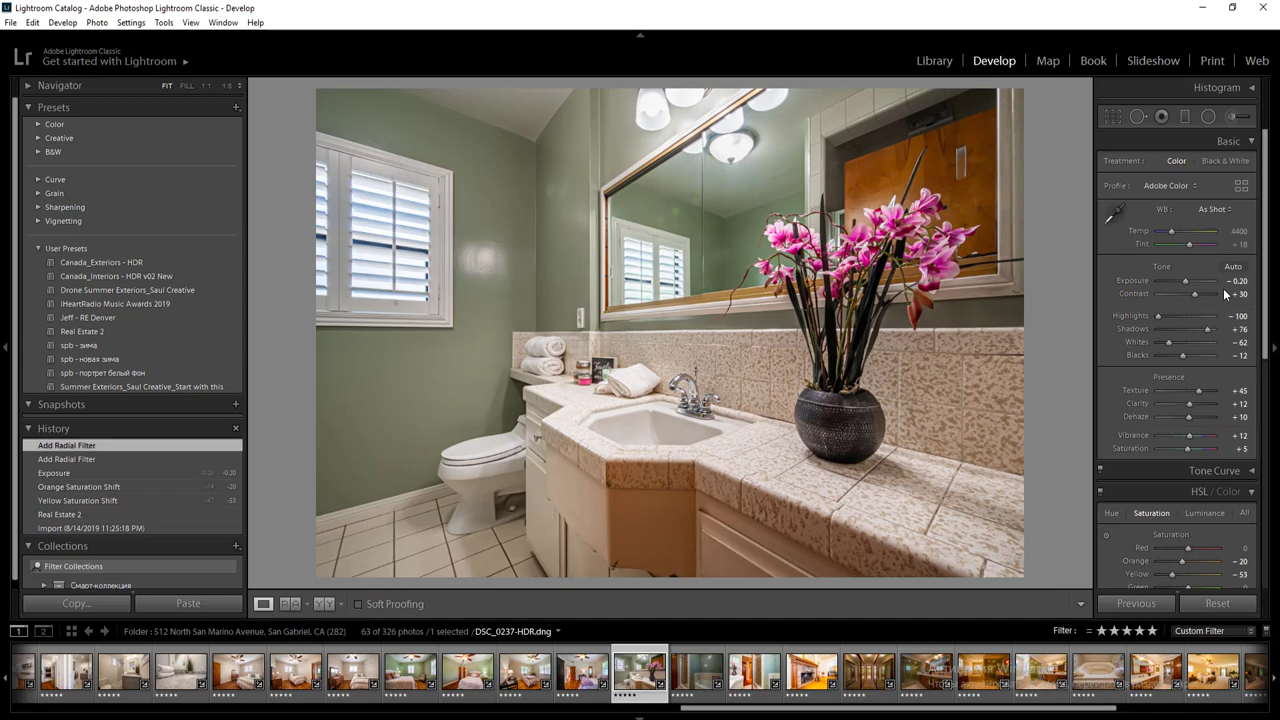 Lightroom Catalog - Adobe Photoshop Lightroom Classic - Develop
File Edit Develop Photo Settings Tools View Window Help
Lr Adobe Lightroom Classic
Get started with Lightroom
Library Develop Map Book Slideshow Print Web
Navigator FIT FILL 1:1 1:8
Presets
Color
Creative
B&W
Curve
Grain
Sharpening
Vignetting
User Presets
Canada_Exteriors - HDR
Canada_Interiors - HDR v02 New
Drone Summer Exteriors_Saul Creative
iHeartRadio Music Awards 2019
Jeff - RE Denver
Real Estate 2
spb - зима
spb - новая зима
spb - портрет белый фон
Summer Exteriors_Saul Creative_Start with this
Snapshots
History
Add Radial Filter
Add Radial Filter
Exposure -0.20 -0.20
Orange Saturation Shift -20
Yellow Saturation Shift -53
Real Estate 2
Import (8/14/2019 11:25:18 PM)
Collections
Filter Collections
Смарт-коллекция
Copy... Paste
Soft Proofing
Histogram
Basic
Treatment : Color Black & White
Profile : Adobe Color
WB : As Shot
Temp 4400
Tint + 18
Tone Auto
Exposure - 0.20
Contrast + 30
Highlights - 100
Shadows + 76
Whites - 62
Blacks - 12
Presence
Texture + 45
Clarity + 12
Dehaze + 10
Vibrance + 12
Saturation + 5
Tone Curve
HSL / Color
Hue Saturation Luminance All
Saturation
Red 0
Orange - 20
Yellow - 53
Green
Previous Reset
1 2 Folder : 512 North San Marino Avenue, San Gabriel, CA (282) 63 of 326 photos /1 selected /DSC_0237-HDR.dng Filter : Custom Filter